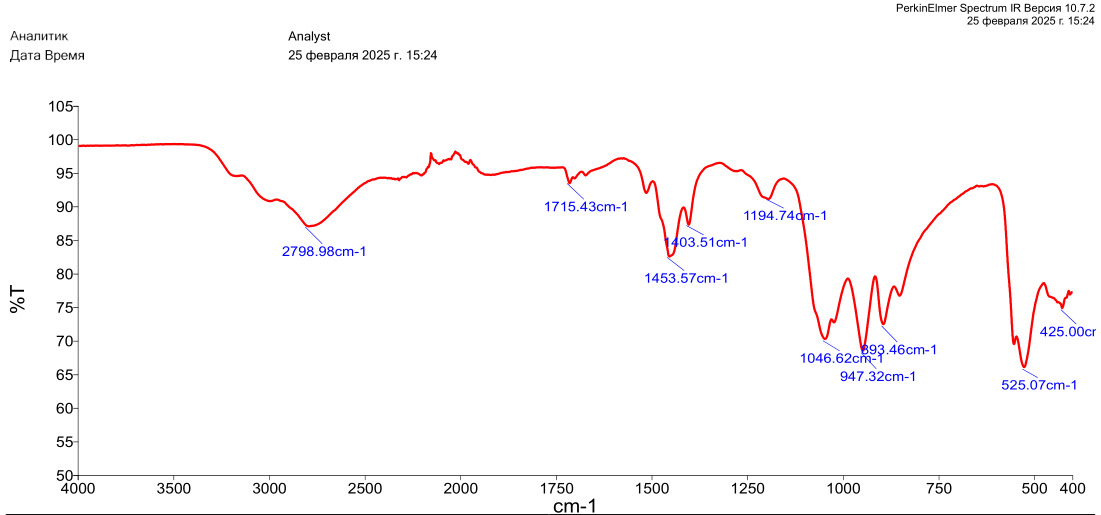 PerkinElmer Spectrum IR Версия 10.7.2
25 февраля 2025 г. 15:24
Аналитик Analyst
Дата Время 25 февраля 2025 г. 15:24
105
100
95
90
85
80
75
70
65
60
55
50
%T
1715.43cm-1
1194.74cm-1
1403.51cm-1
2798.98cm-1
1453.57cm-1
425.00cr
893.46cm-1
1046.62cm-1
947.32cm-1
525.07cm-1
4000 3500 3000 2500 2000 1750 1500 1250 1000 750 500 400
cm-1